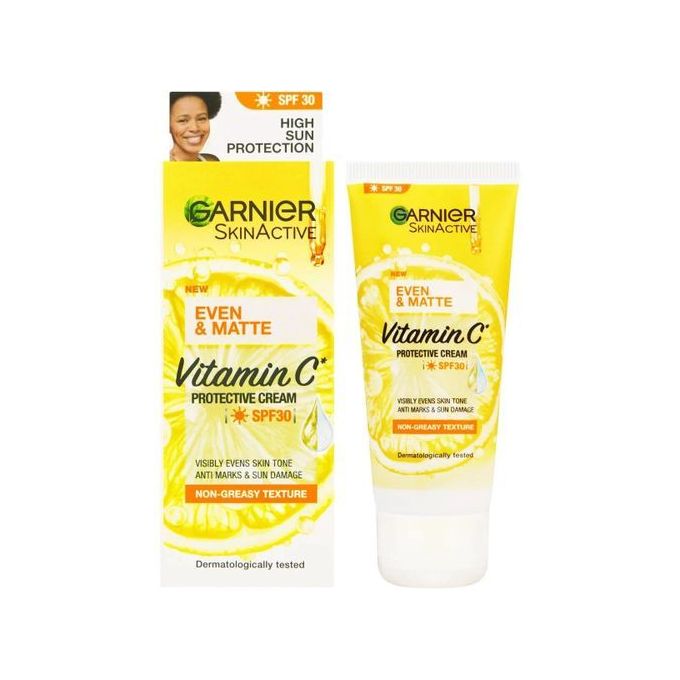 SPF 30
HIGH
SUN
PROTECTION
GARNIER
SKINACTIVE
NEW
EVEN
& MATTE
Vitamin C*
PROTECTIVE CREAM
SPF30
VISIBLY EVENS SKIN TONE
ANTI MARKS & SUN DAMAGE
NON-GREASY TEXTURE
Dermatologically tested
SPF 30
GARNIER
SKINACTIVE
NEW
EVEN
& MATTE
Vitamin C*
PROTECTIVE CREAM
SPF30
VISIBLY EVENS SKIN TONE
ANTI MARKS & SUN DAMAGE
NON-GREASY TEXTURE
Dermatologically tested